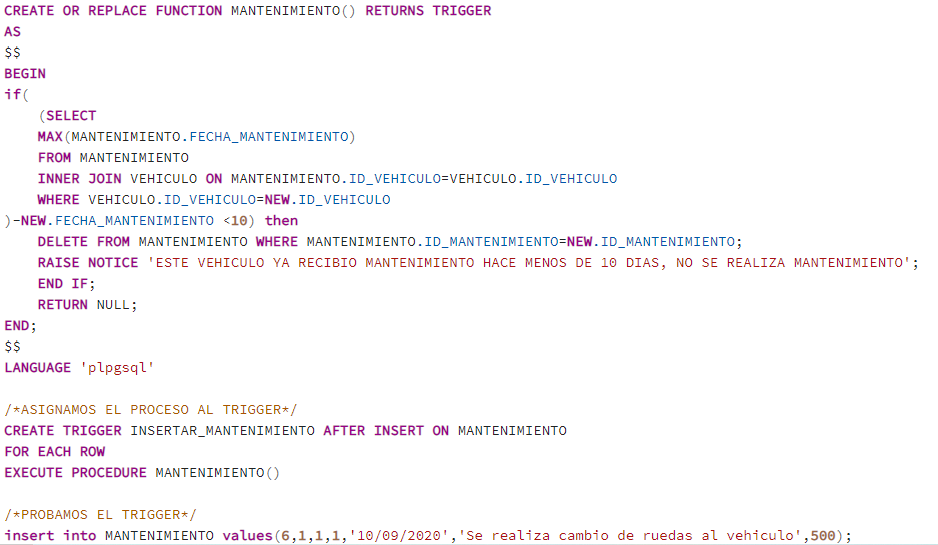 CREATE OR REPLACE FUNCTION MANTENIMIENTO() RETURNS TRIGGER
AS
$$
BEGIN
if(
    (SELECT
    MAX(MANTENIMIENTO.FECHA_MANTENIMIENTO)
    FROM MANTENIMIENTO
    INNER JOIN VEHICULO ON MANTENIMIENTO.ID_VEHICULO=VEHICULO.ID_VEHICULO
    WHERE VEHICULO.ID_VEHICULO=NEW.ID_VEHICULO
)-NEW.FECHA_MANTENIMIENTO <10) then
    DELETE FROM MANTENIMIENTO WHERE MANTENIMIENTO.ID_MANTENIMIENTO=NEW.ID_MANTENIMIENTO;
    RAISE NOTICE 'ESTE VEHICULO YA RECIBIO MANTENIMIENTO HACE MENOS DE 10 DIAS, NO SE REALIZA MANTENIMIENTO';
    END IF;
    RETURN NULL;
END;
$$
LANGUAGE 'plpgsql'

/*ASIGNAMOS EL PROCESO AL TRIGGER*/
CREATE TRIGGER INSERTAR_MANTENIMIENTO AFTER INSERT ON MANTENIMIENTO
FOR EACH ROW
EXECUTE PROCEDURE MANTENIMIENTO()

/*PROBAMOS EL TRIGGER*/
insert into MANTENIMIENTO values(6,1,1,1,'10/09/2020','Se realiza cambio de ruedas al vehiculo',500);